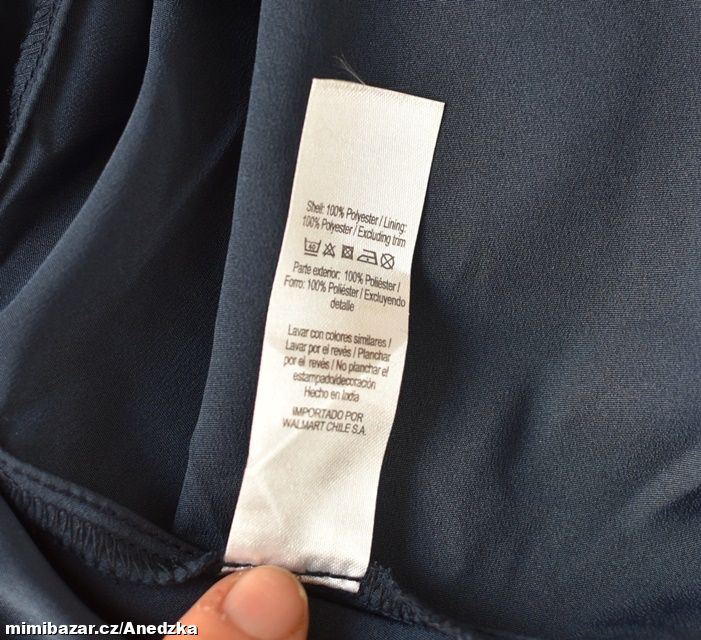 Shell: 100% Polyester / Lining:
100% Polyester / Excluding trim
40
Parte exterior: 100% Poliéster /
Forro: 100% Poliéster / Excluyendo
detalle
Lavar con colores similares /
Lavar por el revés / Planchar
por el revés / No planchar el
estampado/decoración
Hecho en India
IMPORTADO POR
WALMART CHILE S.A.
mimibazar.cz/Anedzka